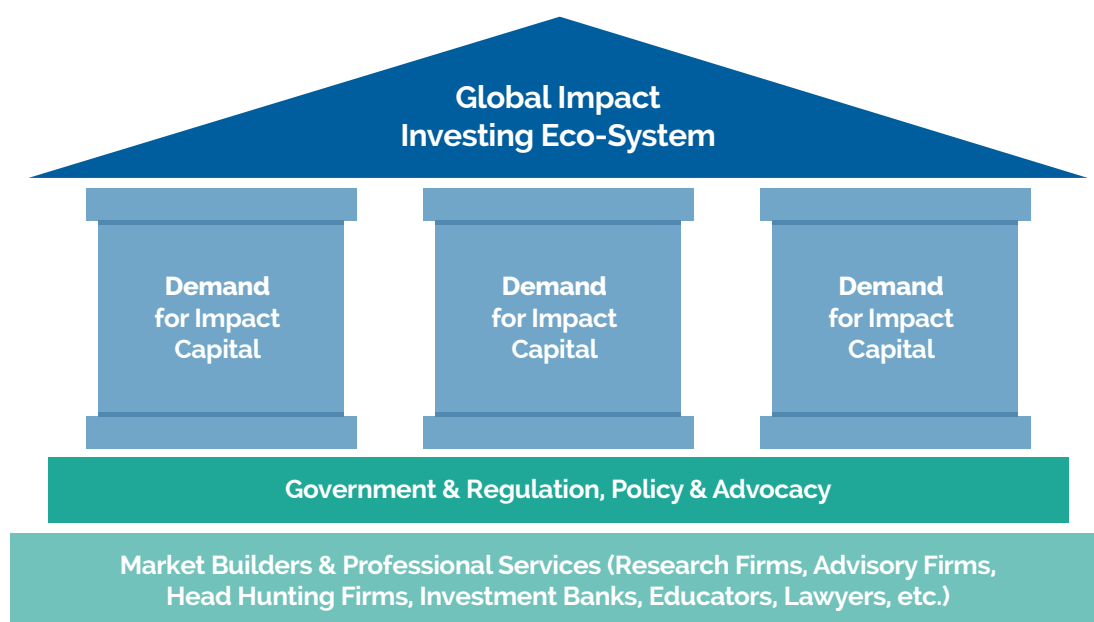 Global Impact
Investing Eco-System
Demand
for Impact
Capital
Demand
for Impact
Capital
Demand
for Impact
Capital
Government & Regulation, Policy & Advocacy
Market Builders & Professional Services (Research Firms, Advisory Firms,
Head Hunting Firms, Investment Banks, Educators, Lawyers, etc.)